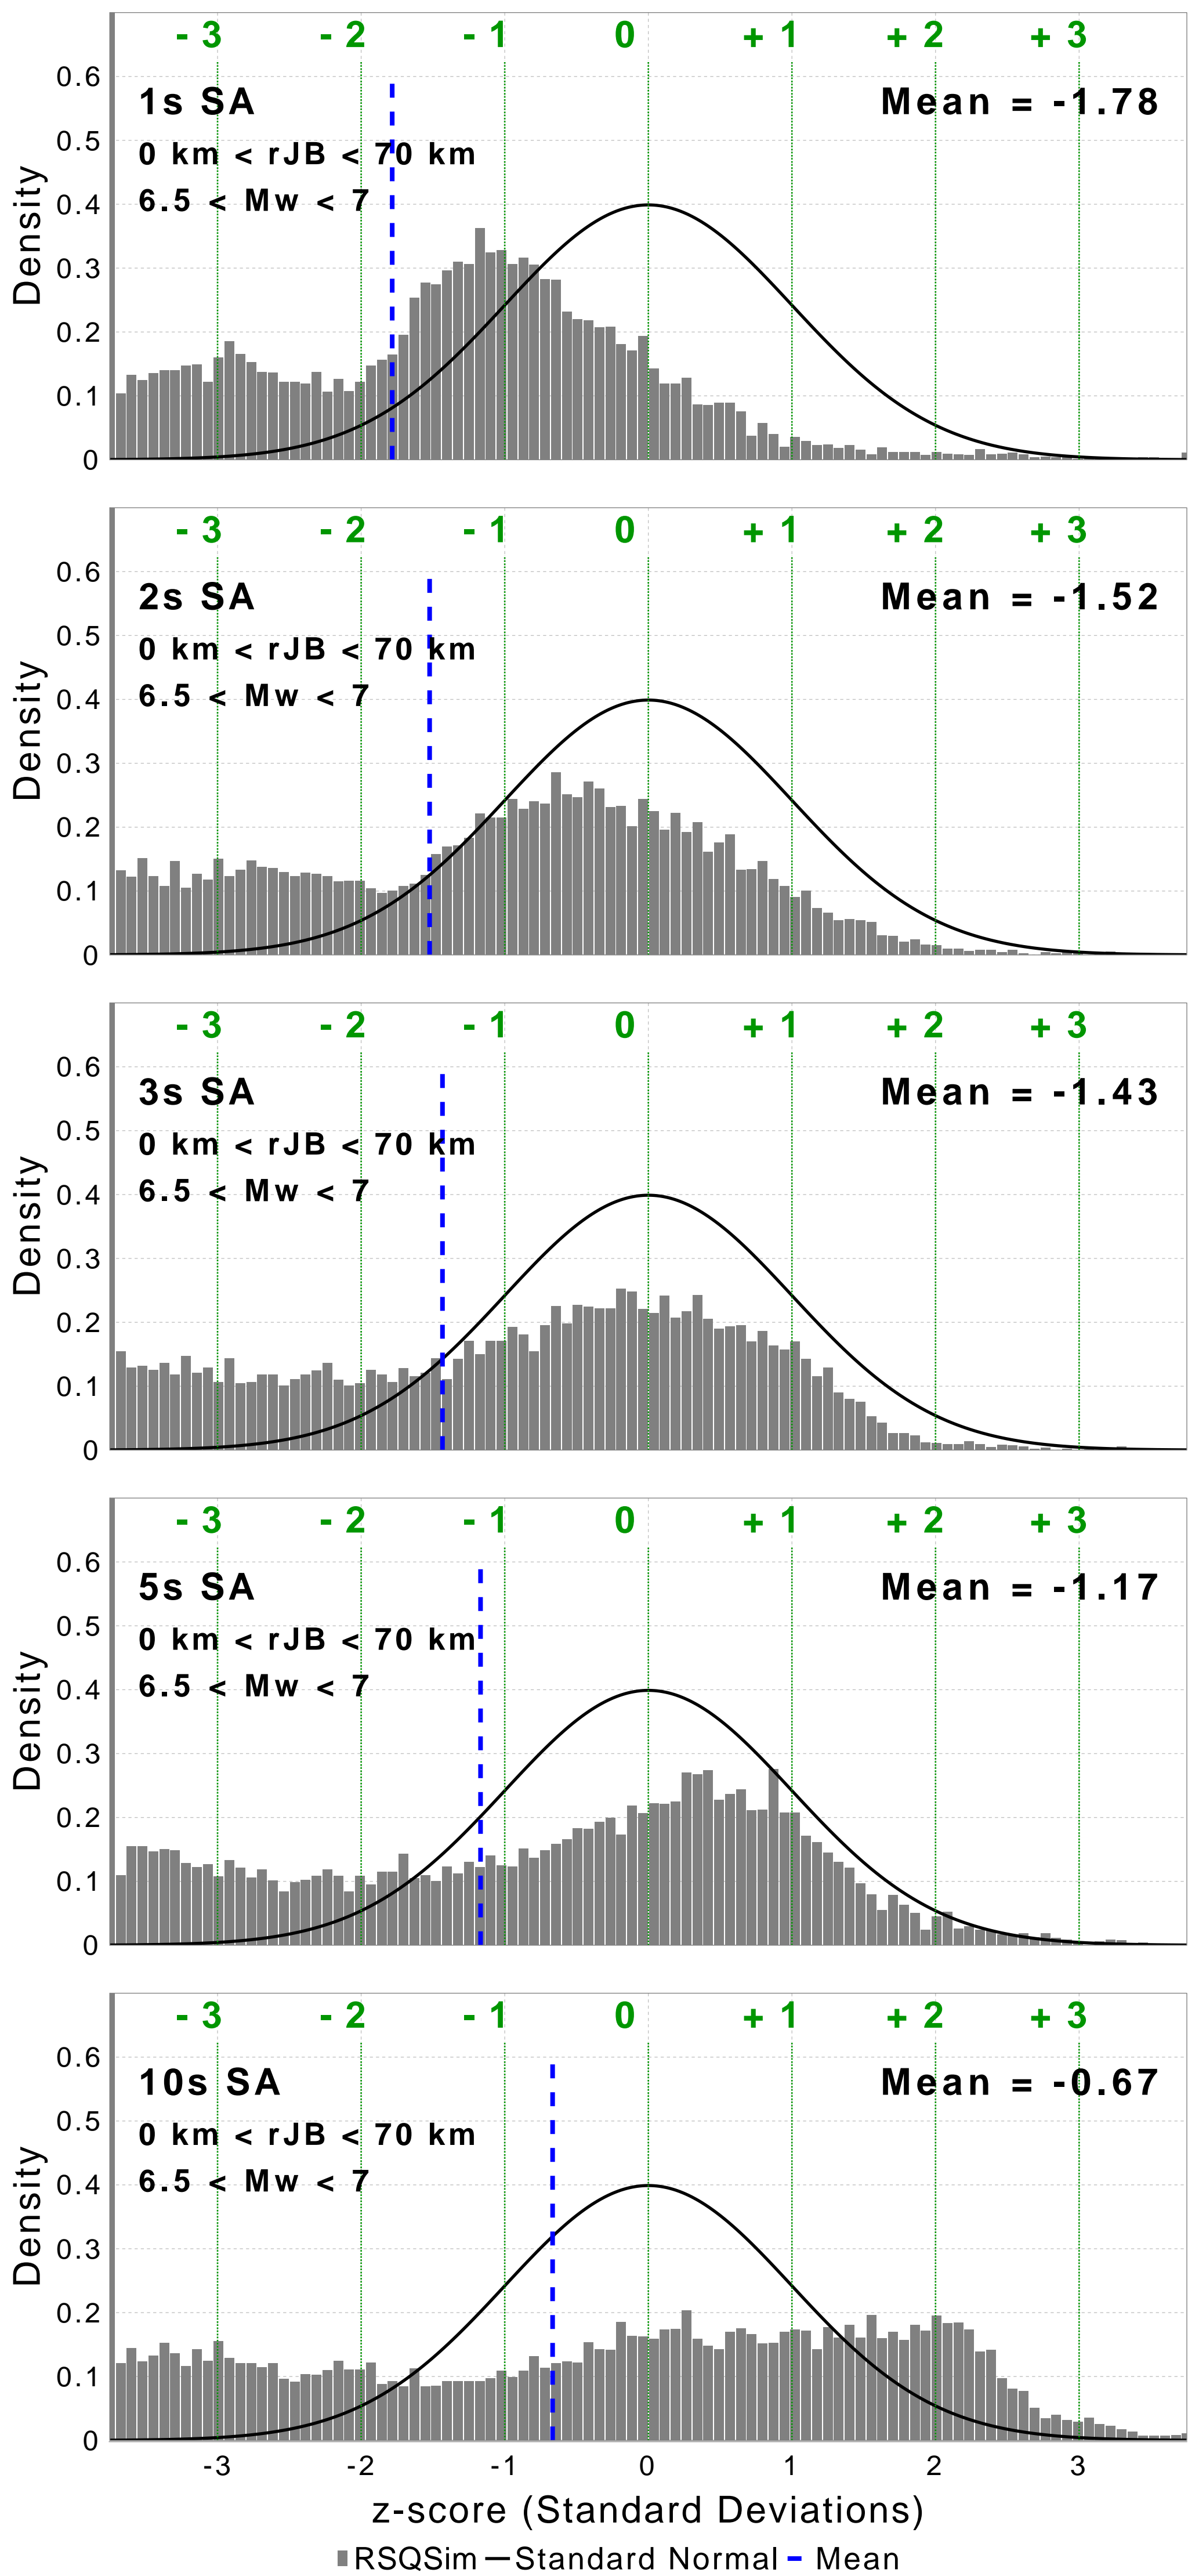 - 3 - 2 - 1 0 + 1 + 2 + 3
0.6
1s SA Mean = -1.78
0.5
0 km < rJB < 70 km
6.5 < Mw < 7
0.4
0.3
0.2
0.1
0
Density
- 3 - 2 - 1 0 + 1 + 2 + 3
0.6
2s SA Mean = -1.52
0.5
0 km < rJB < 70 km
6.5 < Mw < 7
0.4
0.3
0.2
0.1
0
Density
- 3 - 2 - 1 0 + 1 + 2 + 3
0.6
3s SA Mean = -1.43
0.5
0 km < rJB < 70 km
6.5 < Mw < 7
0.4
0.3
0.2
0.1
0
Density
- 3 - 2 - 1 0 + 1 + 2 + 3
0.6
5s SA Mean = -1.17
0.5
0 km < rJB < 70 km
6.5 < Mw < 7
0.4
0.3
0.2
0.1
0
Density
- 3 - 2 - 1 0 + 1 + 2 + 3
0.6
10s SA Mean = -0.67
0.5
0 km < rJB < 70 km
6.5 < Mw < 7
0.4
0.3
0.2
0.1
0
Density
-3 -2 -1 0 1 2 3
z-score (Standard Deviations)
RSQSim Standard Normal Mean